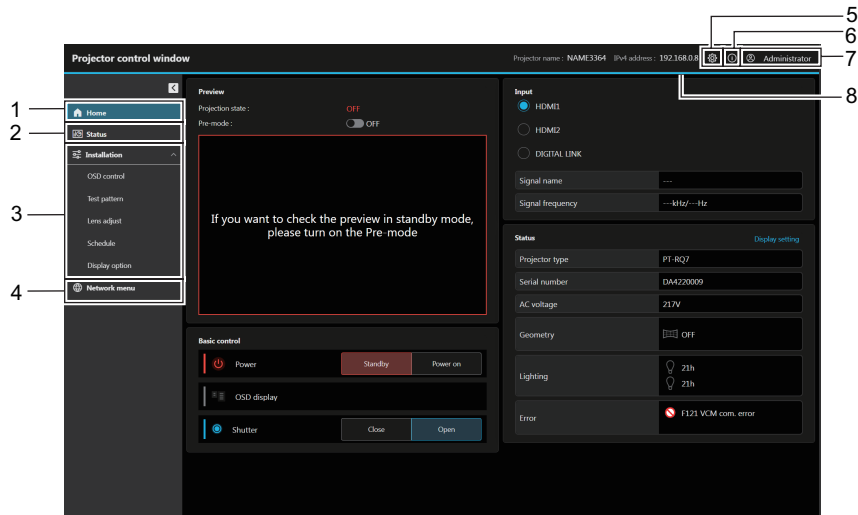 5
6
7
8
1
2
3
4
Projector control window
Projector name : NAME3364 IPv4 address : 192.168.0.8
Administrator
Home
Status
Installation
OSD control
Test pattern
Lens adjust
Schedule
Display option
Network menu
Preview
Projection state : OFF
Pre-mode : OFF
If you want to check the preview in standby mode,
please turn on the Pre-mode
Basic control
Power Standby Power on
OSD display
Shutter Close Open
Input
HDMI1
HDMI2
DIGITAL LINK
Signal name ---
Signal frequency ---kHz/---Hz
Status Display setting
Projector type PT-RQ7
Serial number DA4220009
AC voltage 217V
Geometry OFF
Lighting 21h
21h
Error F121 VCM com. error